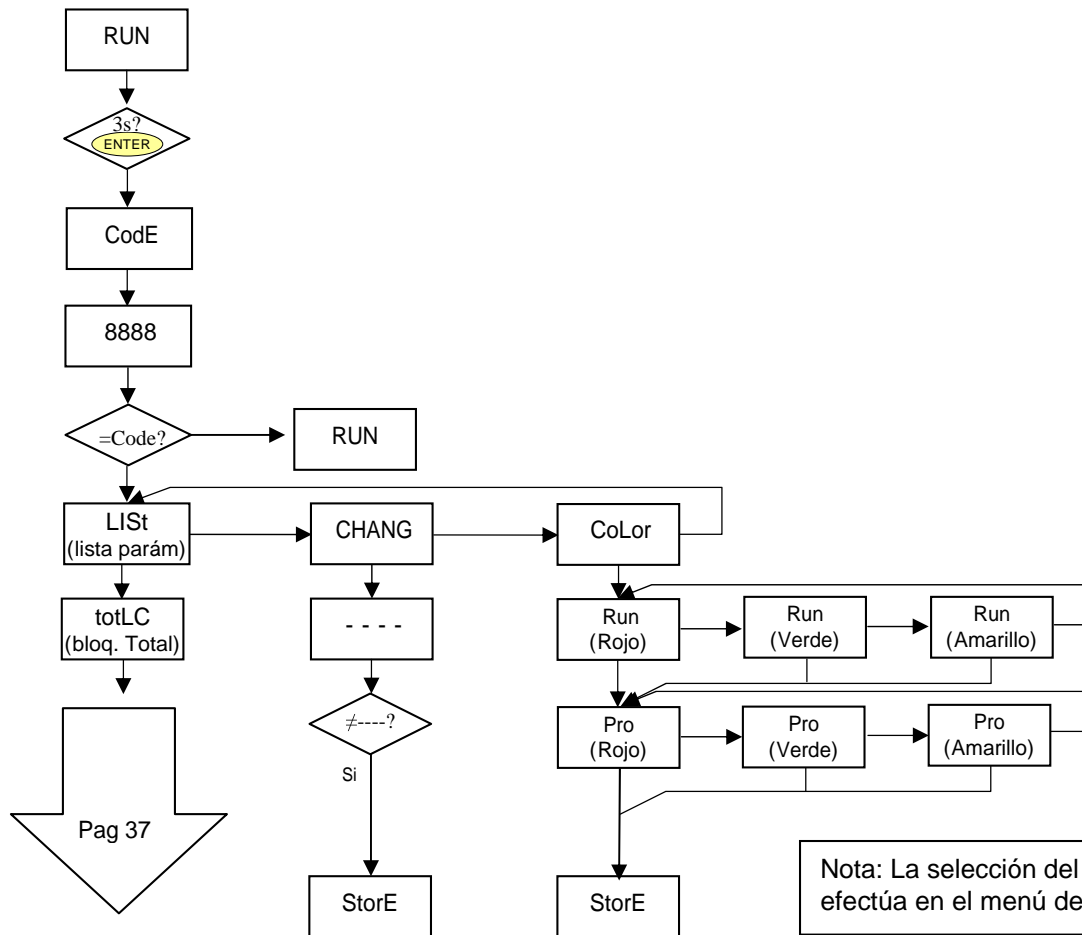 RUN
3s?
ENTER
CodE
8888
=Code?
RUN
LISt
(lista parám)
CHANG
CoLor
totLC
(bloq. Total)
- - - -
Run
(Rojo)
Run
(Verde)
Run
(Amarillo)
≠----?
Pro
(Rojo)
Pro
(Verde)
Pro
(Amarillo)
Si
Pag 37
StorE
StorE
Nota: La selección del
efectúa en el menú de